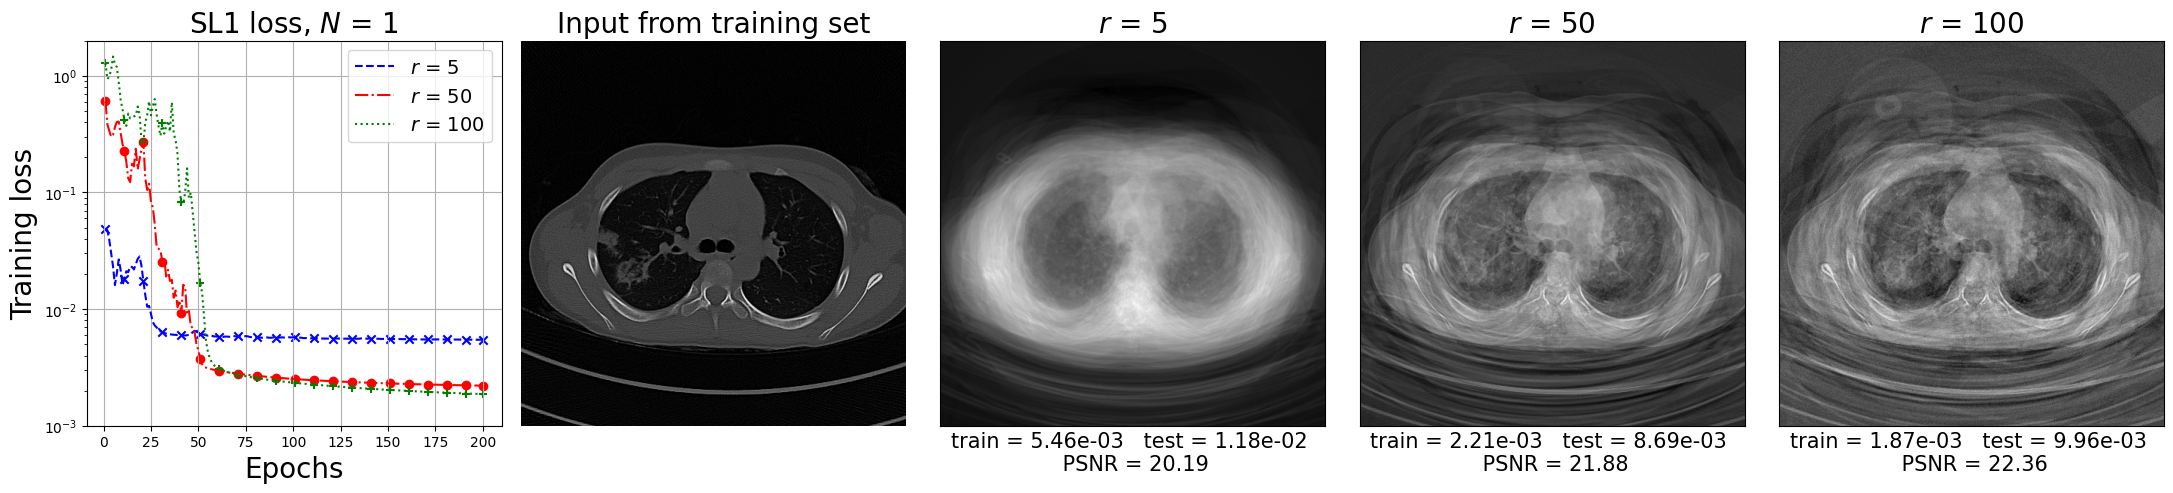 SL1 loss, N = 1
Training loss
10⁰
10⁻¹
10⁻²
10⁻³
r = 5
r = 50
r = 100
0 25 50 75 100 125 150 175 200
Epochs
Input from training set
r = 5
train = 5.46e-03 test = 1.18e-02
PSNR = 20.19
r = 50
train = 2.21e-03 test = 8.69e-03
PSNR = 21.88
r = 100
train = 1.87e-03 test = 9.96e-03
PSNR = 22.36